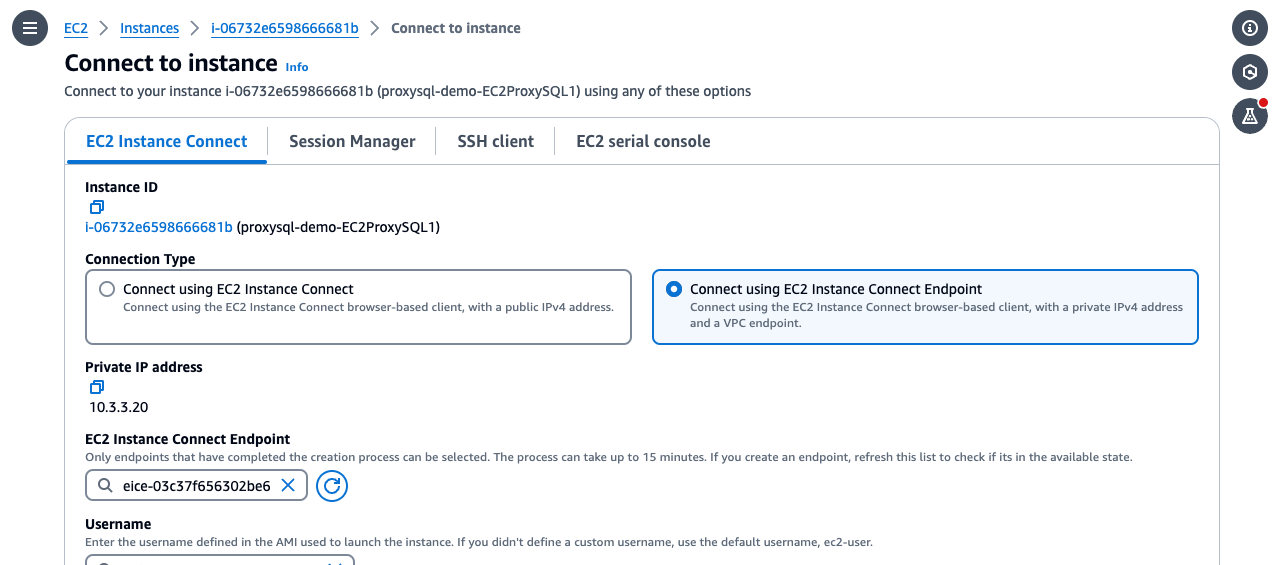 EC2 Instances i-06732e6598666681b Connect to instance
Connect to instance Info
Connect to your instance i-06732e6598666681b (proxysql-demo-EC2ProxySQL1) using any of these options
EC2 Instance Connect Session Manager SSH client EC2 serial console
Instance ID
i-06732e6598666681b (proxysql-demo-EC2ProxySQL1)
Connection Type
Connect using EC2 Instance Connect
Connect using the EC2 Instance Connect browser-based client, with a public IPv4 address.
Connect using EC2 Instance Connect Endpoint
Connect using the EC2 Instance Connect browser-based client, with a private IPv4 address
and a VPC endpoint.
Private IP address
10.3.3.20
EC2 Instance Connect Endpoint
Only endpoints that have completed the creation process can be selected. The process can take up to 15 minutes. If you create an endpoint, refresh this list to check if its in the available state.
eice-03c37f656302be6
Username
Enter the username defined in the AMI used to launch the instance. If you didn't define a custom username, use the default username, ec2-user.